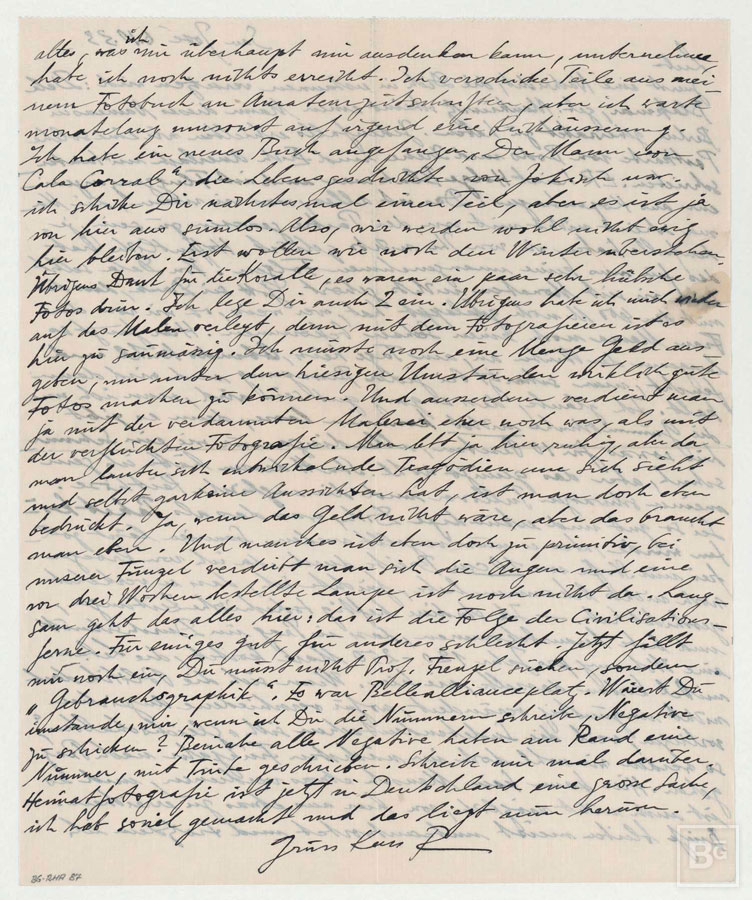 alles, was ich mir überhaupt nur ausdenken kann, unternehme,
habe ich noch nichts erreicht. Ich verschicke Teile aus mei-
nem Fotobuch an Amateurzeitschriften, aber ich warte
monatelang umsonst auf irgend eine Rückäusserung.
Ich habe ein neues Buch angefangen „Der Mann von
Cala Corral“, die Lebensgeschichte von Jokisch
ich schicke Dir nächstesmal einen Teil, aber es ist ja
von hier aus sinnlos. Also, wir werden wohl nicht ewig
hier bleiben. Erst wollen wir noch den Winter überstehen.
Übrigens Dank für die Koralle, es waren ein paar sehr hübsche
Fotos drin. Ich lege Dir auch 2 ein. Übrigens habe ich mich wieder
auf das Malen verlegt, denn mit dem Fotografieren ist es
hier zu saumässig. Ich müsste noch eine Menge Geld aus-
geben, um unter den hiesigen Umständen wirklich gute
Fotos machen zu können. Und ausserdem verdient man
ja mit der verdammten Malerei eher noch was, als mit
der verfluchten Fotografie. Man lebt ja hier ruhig, aber da
man lauter sich entwickelnde Tragödien um sich sieht
und selbst garkeine Aussichten hat, ist man doch eben
bedrückt. Ja, wenn das Geld nicht wäre, aber das braucht
man eben. Und manches ist eben doch zu primitiv, bei
unserer Funzel verdirbt man sich die Augen und eine
vor drei Wochen bestellte Lampe ist noch nicht da. Lang-
sam geht das alles hier; das ist die Folge der Civilisations-
ferne. Für einiges gut, für anderes schlecht. Jetzt fällt
mir noch ein, Du musst nicht Prof. Frenzel suchen, sondern
„Gebrauchsgraphik“. Es war Belleallianceplatz. Wärest Du
imstande, mir, wenn ich Dir die Nummern schreibe, Negative
zu schicken? Beinahe alle Negative haben am Rand eine
Nummer, mit Tinte geschrieben. Schreibe mir mal darüber.
Heimatfotografie ist jetzt in Deutschland eine grosse Sache,
ich hab soviel gemacht und das liegt nun herum.
Gruss Kuss R
BG-RHA 87
BG